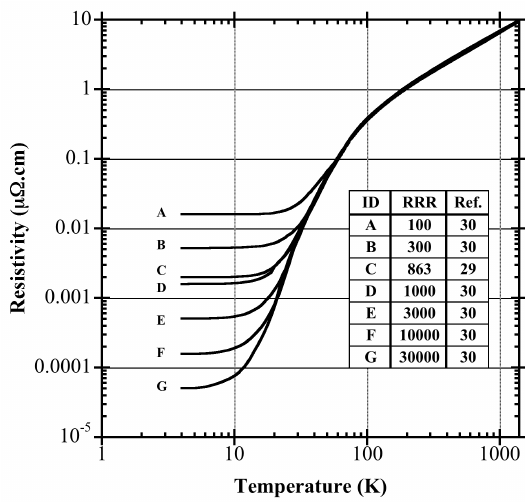 10
1
0.1
0.01
0.001
0.0001
10-5
Resistivity (μΩ.cm)
A
B
C
D
E
F
G
ID RRR Ref.
A 100 30
B 300 30
C 863 29
D 1000 30
E 3000 30
F 10000 30
G 30000 30
1 10 100 1000
Temperature (K)